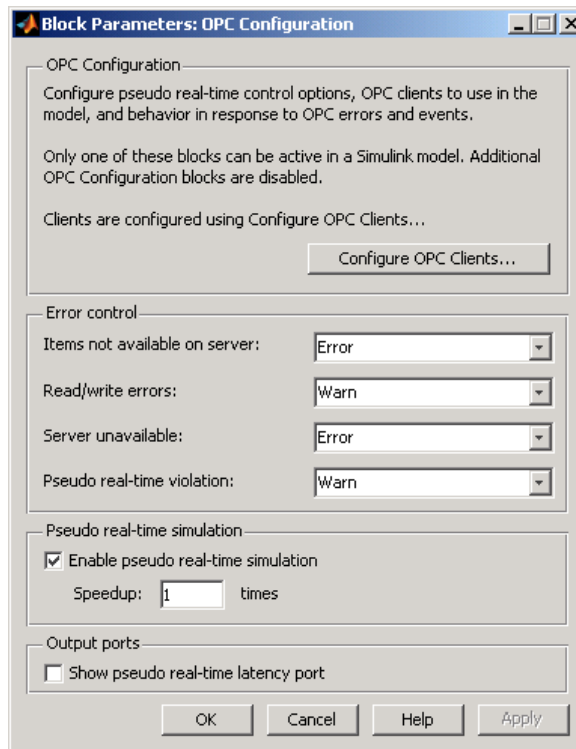 Block Parameters: OPC Configuration
OPC Configuration
Configure pseudo real-time control options, OPC clients to use in the
model, and behavior in response to OPC errors and events.
Only one of these blocks can be active in a Simulink model. Additional
OPC Configuration blocks are disabled.
Clients are configured using Configure OPC Clients...
Configure OPC Clients...
Error control
Items not available on server: Error
Read/write errors: Warn
Server unavailable: Error
Pseudo real-time violation: Warn
Pseudo real-time simulation
Enable pseudo real-time simulation
Speedup: 1 times
Output ports
Show pseudo real-time latency port
OK Cancel Help Apply